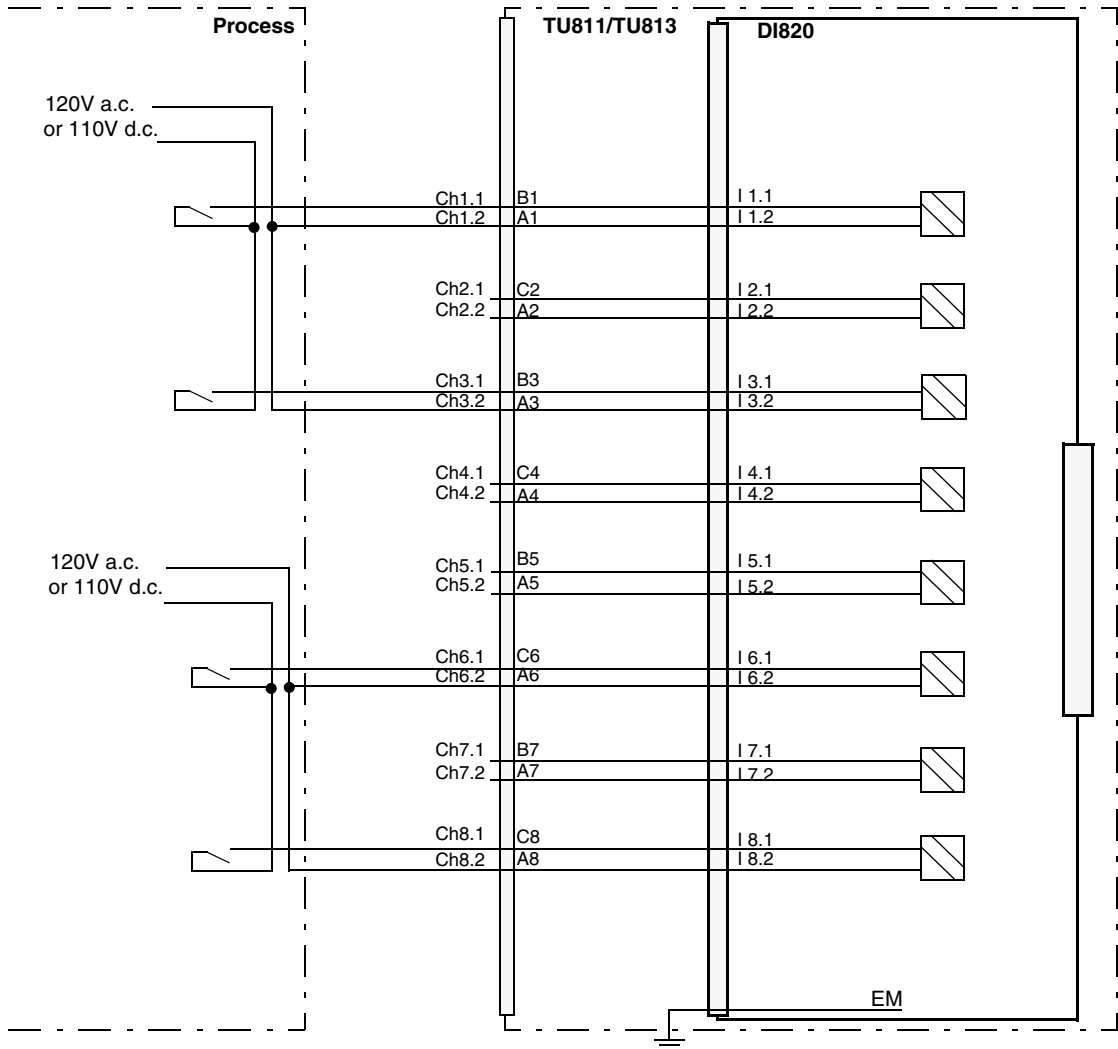 Process
TU811/TU813
DI820
120V a.c.
or 110V d.c.
Ch1.1 B1 I 1.1
Ch1.2 A1 I 1.2
Ch2.1 C2 I 2.1
Ch2.2 A2 I 2.2
Ch3.1 B3 I 3.1
Ch3.2 A3 I 3.2
Ch4.1 C4 I 4.1
Ch4.2 A4 I 4.2
120V a.c.
or 110V d.c.
Ch5.1 B5 I 5.1
Ch5.2 A5 I 5.2
Ch6.1 C6 I 6.1
Ch6.2 A6 I 6.2
Ch7.1 B7 I 7.1
Ch7.2 A7 I 7.2
Ch8.1 C8 I 8.1
Ch8.2 A8 I 8.2
EM